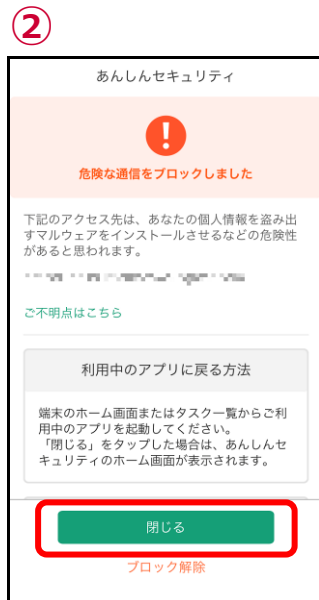 ②
あんしんセキュリティ
危険な通信をブロックしました
下記のアクセス先は、あなたの個人情報を盗み出
すマルウェアをインストールさせるなどの危険性
があると思われます。
ご不明点はこちら
利用中のアプリに戻る方法
端末のホーム画面またはタスク一覧からご利
用中のアプリを起動してください。
「閉じる」をタップした場合は、あんしんセ
キュリティのホーム画面が表示されます。
閉じる
ブロック解除